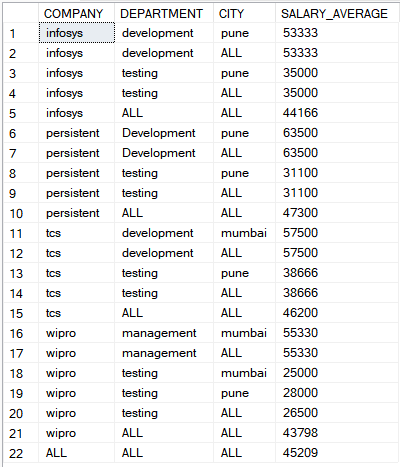 COMPANY DEPARTMENT CITY SALARY_AVERAGE
1 infosys development pune 53333
2 infosys development ALL 53333
3 infosys testing pune 35000
4 infosys testing ALL 35000
5 infosys ALL ALL 44166
6 persistent Development pune 63500
7 persistent Development ALL 63500
8 persistent testing pune 31100
9 persistent testing ALL 31100
10 persistent ALL ALL 47300
11 tcs development mumbai 57500
12 tcs development ALL 57500
13 tcs testing pune 38666
14 tcs testing ALL 38666
15 tcs ALL ALL 46200
16 wipro management mumbai 55330
17 wipro management ALL 55330
18 wipro testing mumbai 25000
19 wipro testing pune 28000
20 wipro testing ALL 26500
21 wipro ALL ALL 43798
22 ALL ALL ALL 45209